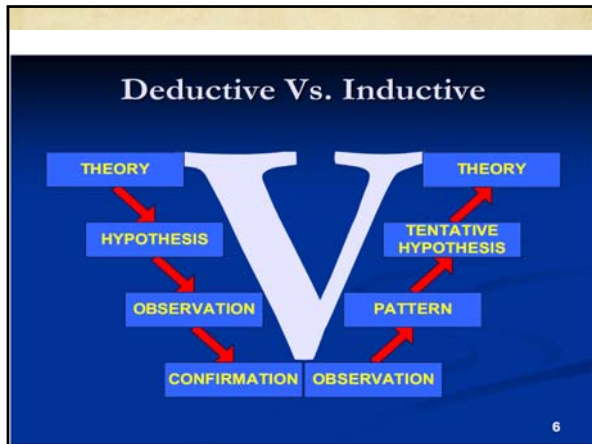 Deductive Vs. Inductive
V
THEORY
HYPOTHESIS
OBSERVATION
CONFIRMATION
THEORY
TENTATIVE
HYPOTHESIS
PATTERN
OBSERVATION
6